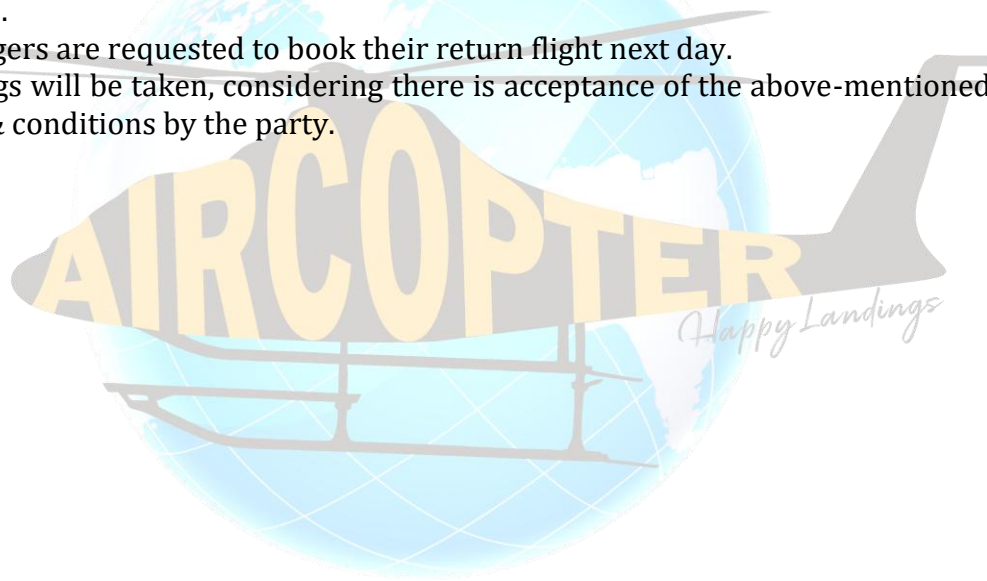 .
gers are requested to book their return flight next day.
gs will be taken, considering there is acceptance of the above-mentioned
& conditions by the party.
AIRCOPTER
Happy Landings